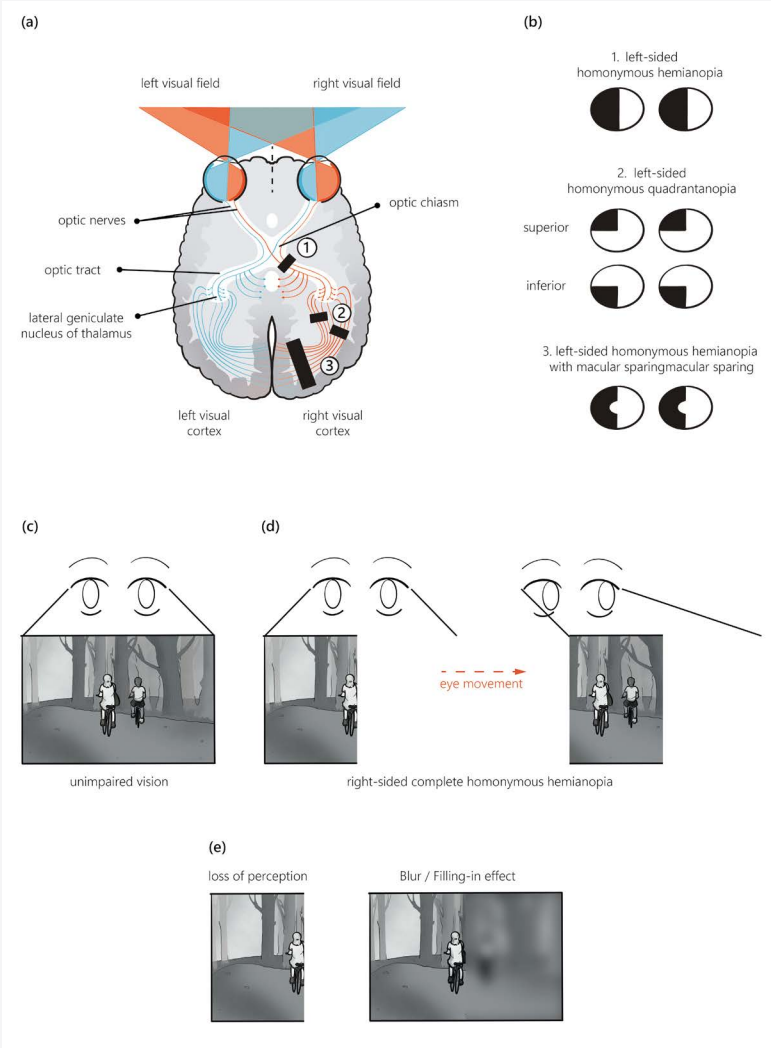 (a)
left visual field
right visual field
optic nerves
optic chiasm
1
optic tract
2
lateral geniculate
nucleus of thalamus
3
left visual
cortex
right visual
cortex
(b)
1. left-sided
homonymous hemianopia
2. left-sided
homonymous quadrantanopia
superior
inferior
3. left-sided homonymous hemianopia
with macular sparingmacular sparing
(c)
unimpaired vision
(d)
eye movement
right-sided complete homonymous hemianopia
(e)
loss of perception
Blur / Filling-in effect